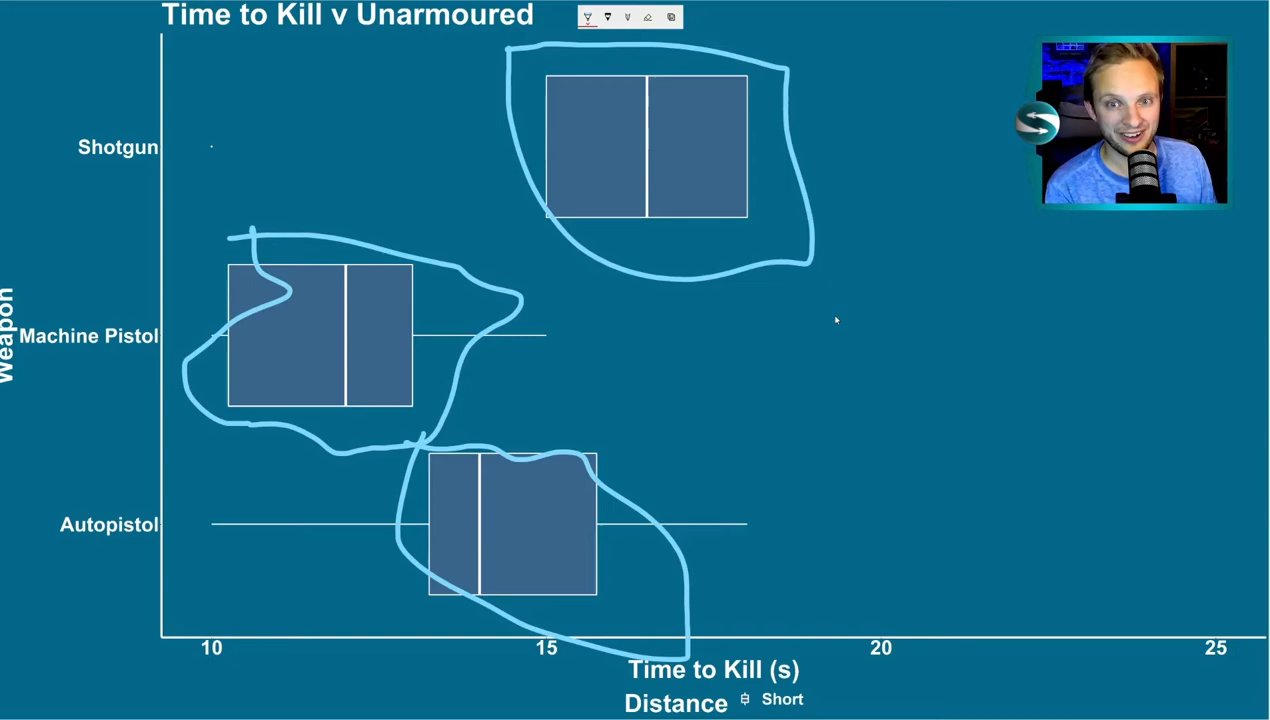 Time to Kill v Unarmoured
Shotgun
Weapon
Machine Pistol
Autopistol
10
15
20
25
Time to Kill (s)
Distance
Short